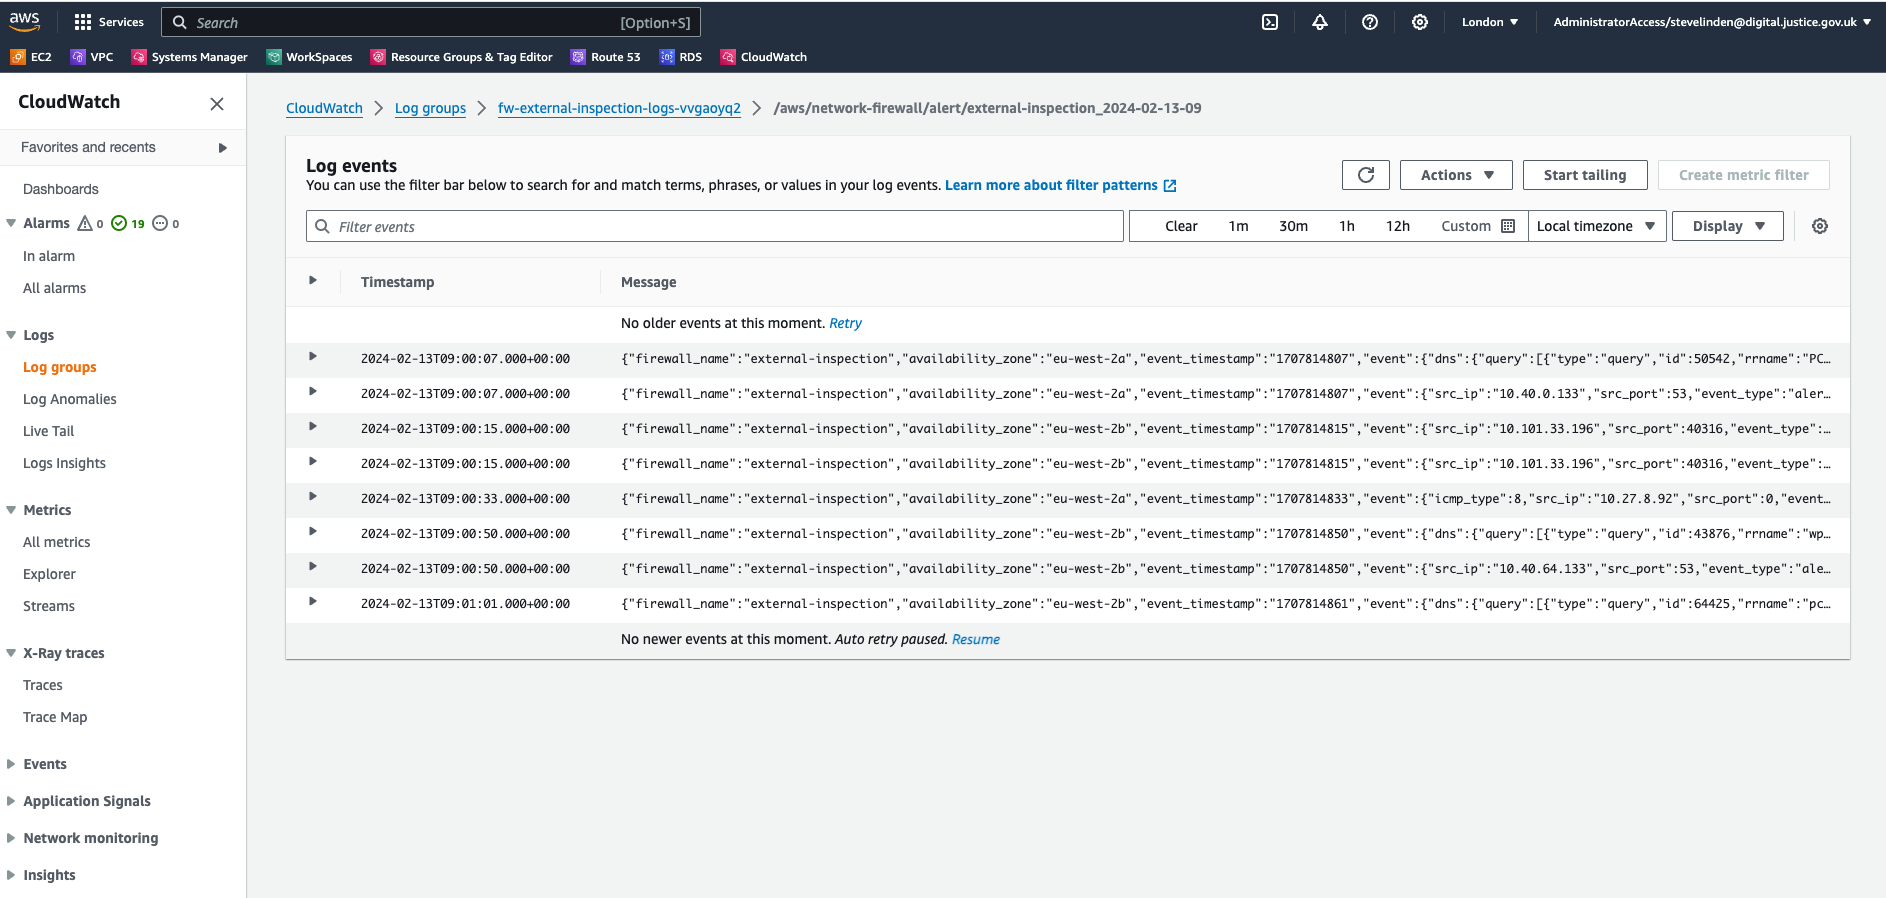 aws Services Search [Option+S] London AdministratorAccess/stevelinden@digital.justice.gov.uk
EC2 VPC Systems Manager WorkSpaces Resource Groups & Tag Editor Route 53 RDS CloudWatch
CloudWatch
Favorites and recents
Dashboards
Alarms 0 19 0
In alarm
All alarms
Logs
Log groups
Log Anomalies
Live Tail
Logs Insights
Metrics
All metrics
Explorer
Streams
X-Ray traces
Traces
Trace Map
Events
Application Signals
Network monitoring
Insights
CloudWatch Log groups fw-external-inspection-logs-vvgaoyq2 /aws/network-firewall/alert/external-inspection_2024-02-13-09
Log events
You can use the filter bar below to search for and match terms, phrases, or values in your log events. Learn more about filter patterns
Actions Start tailing Create metric filter
Filter events Clear 1m 30m 1h 12h Custom Local timezone Display
Timestamp Message
No older events at this moment. Retry
2024-02-13T09:00:07.000+00:00 {"firewall_name":"external-inspection","availability_zone":"eu-west-2a","event_timestamp":"1707814807","event":{"dns":{"query":[{"type":"query","id":50542,"rrname":"PC…
2024-02-13T09:00:07.000+00:00 {"firewall_name":"external-inspection","availability_zone":"eu-west-2a","event_timestamp":"1707814807","event":{"src_ip":"10.40.0.133","src_port":53,"event_type":"aler…
2024-02-13T09:00:15.000+00:00 {"firewall_name":"external-inspection","availability_zone":"eu-west-2b","event_timestamp":"1707814815","event":{"src_ip":"10.101.33.196","src_port":40316,"event_type":…
2024-02-13T09:00:15.000+00:00 {"firewall_name":"external-inspection","availability_zone":"eu-west-2b","event_timestamp":"1707814815","event":{"src_ip":"10.101.33.196","src_port":40316,"event_type":…
2024-02-13T09:00:33.000+00:00 {"firewall_name":"external-inspection","availability_zone":"eu-west-2a","event_timestamp":"1707814833","event":{"icmp_type":8,"src_ip":"10.27.8.92","src_port":0,"event…
2024-02-13T09:00:50.000+00:00 {"firewall_name":"external-inspection","availability_zone":"eu-west-2b","event_timestamp":"1707814850","event":{"dns":{"query":[{"type":"query","id":43876,"rrname":"wp…
2024-02-13T09:00:50.000+00:00 {"firewall_name":"external-inspection","availability_zone":"eu-west-2b","event_timestamp":"1707814850","event":{"src_ip":"10.40.64.133","src_port":53,"event_type":"ale…
2024-02-13T09:01:01.000+00:00 {"firewall_name":"external-inspection","availability_zone":"eu-west-2b","event_timestamp":"1707814861","event":{"dns":{"query":[{"type":"query","id":64425,"rrname":"pc…
No newer events at this moment. Auto retry paused. Resume